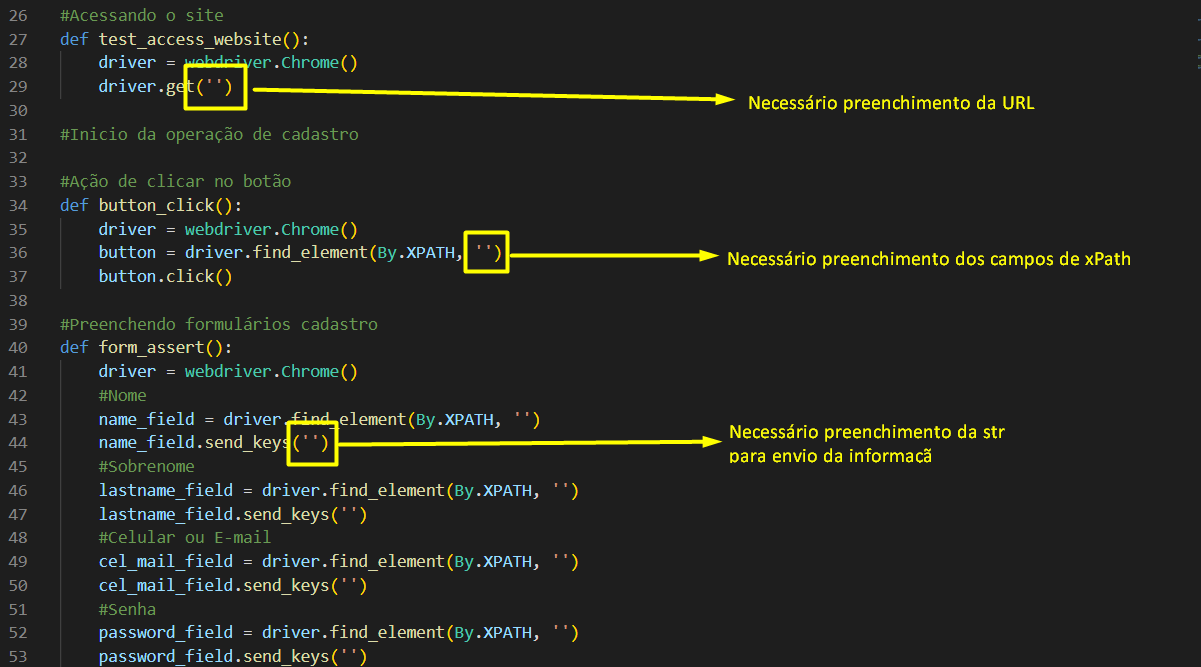 26 #Acessando o site
27 def test_access_website():
28 driver = webdriver.Chrome()
29 driver.get('')
Necessário preenchimento da URL
30
31 #Inicio da operação de cadastro
32
33 #Ação de clicar no botão
34 def button_click():
35 driver = webdriver.Chrome()
36 button = driver.find_element(By.XPATH, '')
Necessário preenchimento dos campos de xPath
37 button.click()
38
39 #Preenchendo formulários cadastro
40 def form_assert():
41 driver = webdriver.Chrome()
42 #Nome
43 name_field = driver.find_element(By.XPATH, '')
44 name_field.send_keys('')
Necessário preenchimento da str
para envio da informaçã
45 #Sobrenome
46 lastname_field = driver.find_element(By.XPATH, '')
47 lastname_field.send_keys('')
48 #Celular ou E-mail
49 cel_mail_field = driver.find_element(By.XPATH, '')
50 cel_mail_field.send_keys('')
51 #Senha
52 password_field = driver.find_element(By.XPATH, '')
53 password_field.send_keys('')